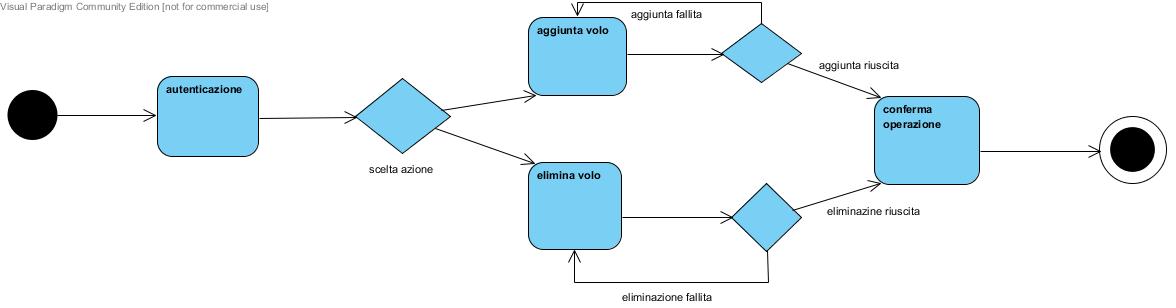 Visual Paradigm Community Edition [not for commercial use]
aggiunta fallita
aggiunta volo
aggiunta riuscita
autenticazione
conferma
operazione
scelta azione
elimina volo
eliminazine riuscita
eliminazione fallita